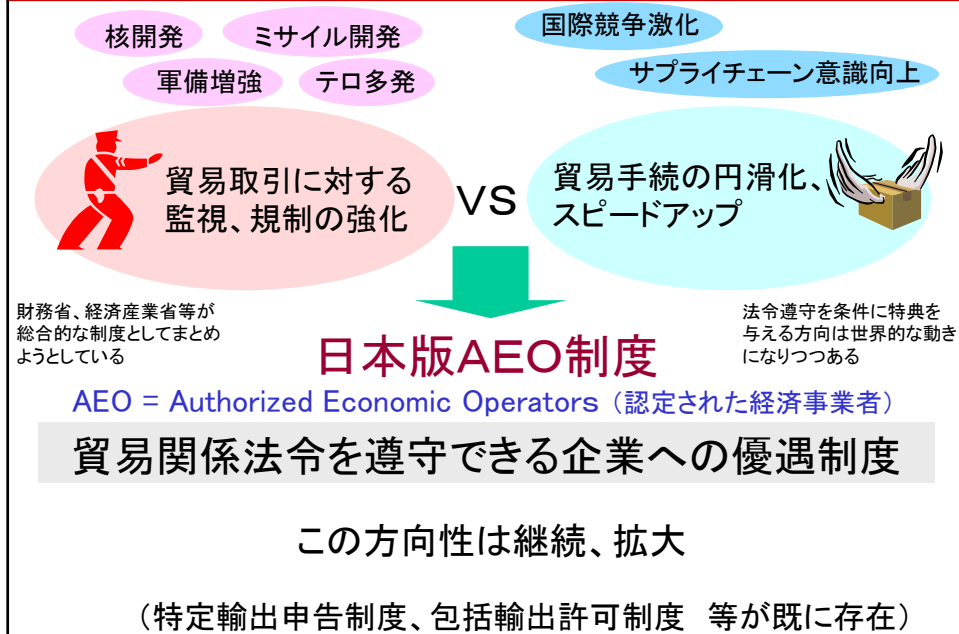 核開発
ミサイル開発
軍備増強
テロ多発
国際競争激化
サプライチェーン意識向上
貿易取引に対する
監視、規制の強化
VS
貿易手続の円滑化、
スピードアップ
財務省、経済産業省等が
総合的な制度としてまとめ
ようとしている
法令遵守を条件に特典を
与える方向は世界的な動き
になりつつある
日本版AEO制度
AEO = Authorized Economic Operators（認定された経済事業者）
貿易関係法令を遵守できる企業への優遇制度
この方向性は継続、拡大
（特定輸出申告制度、包括輸出許可制度　等が既に存在）